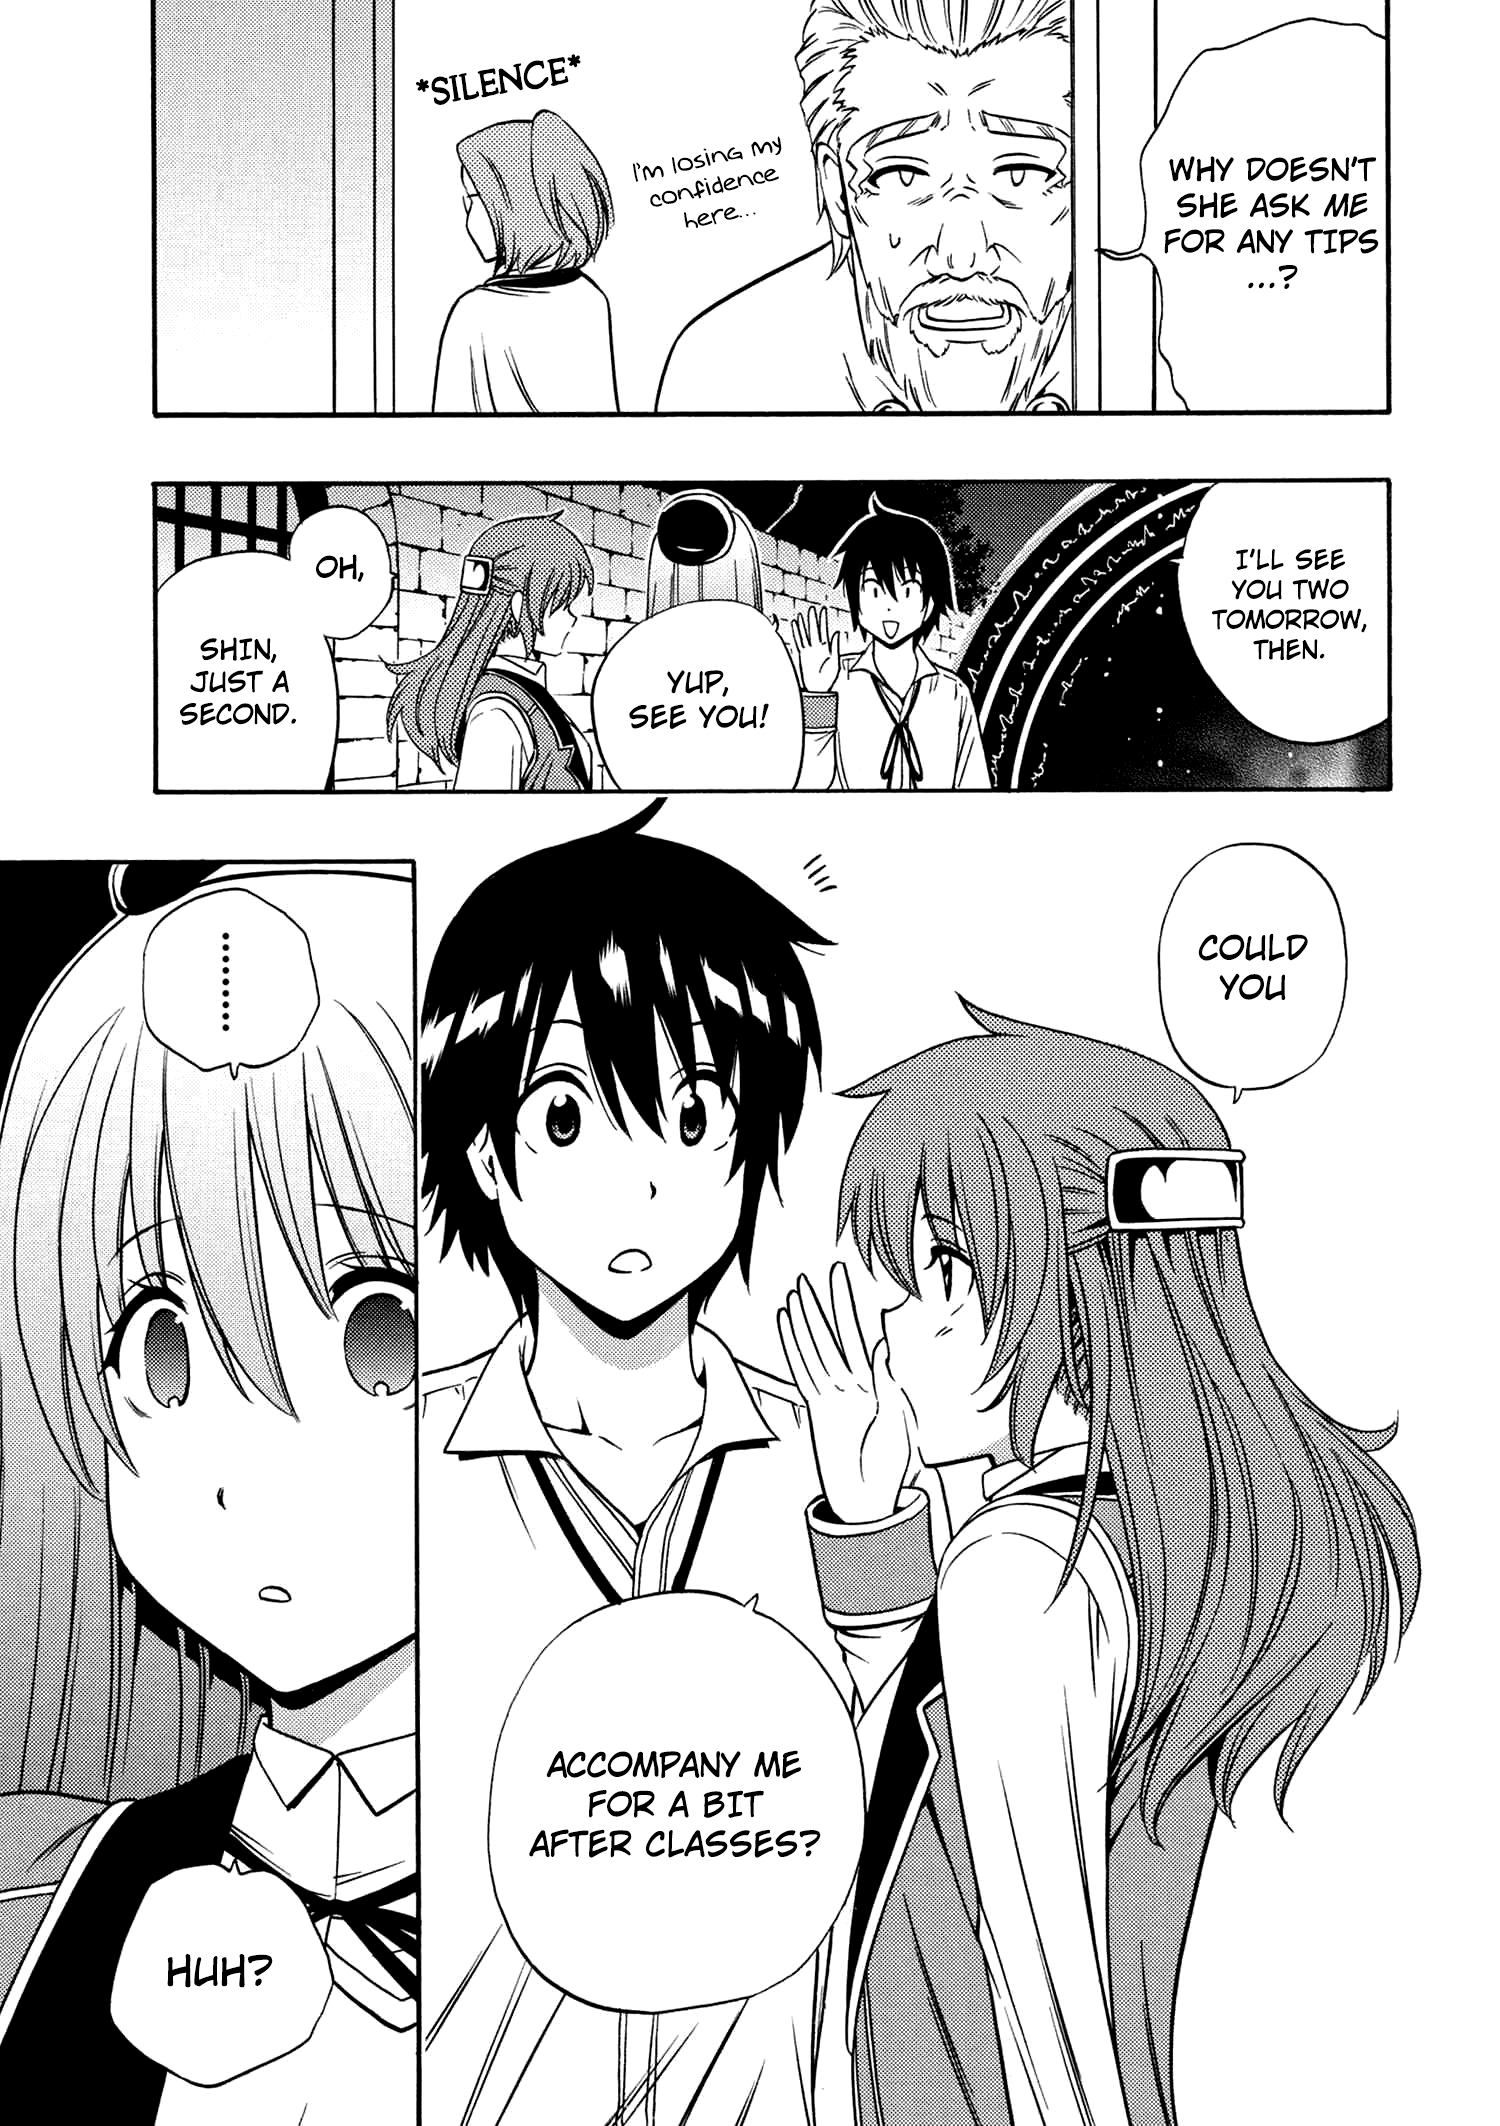 WHY DOESN'T
SHE ASK ME
FOR ANY TIPS
...?
I'm losing my
confidence
here...
*SILENCE*
I'LL SEE
YOU TWO
TOMORROW,
THEN.
YUP,
SEE YOU!
OH,
SHIN,
JUST A
SECOND.
COULD
YOU
ACCOMPANY ME
FOR A BIT
AFTER CLASSES?
.........
HUH?